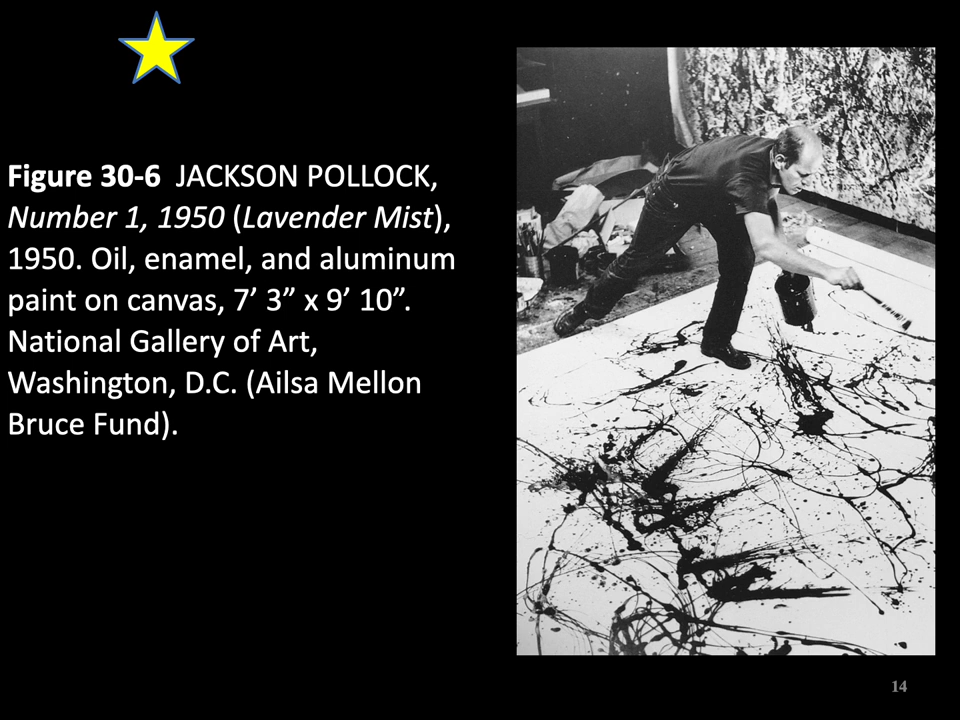 Figure 30-6  JACKSON POLLOCK,
Number 1, 1950 (Lavender Mist),
1950. Oil, enamel, and aluminum
paint on canvas, 7’ 3” x 9’ 10”.
National Gallery of Art,
Washington, D.C. (Ailsa Mellon
Bruce Fund).
14